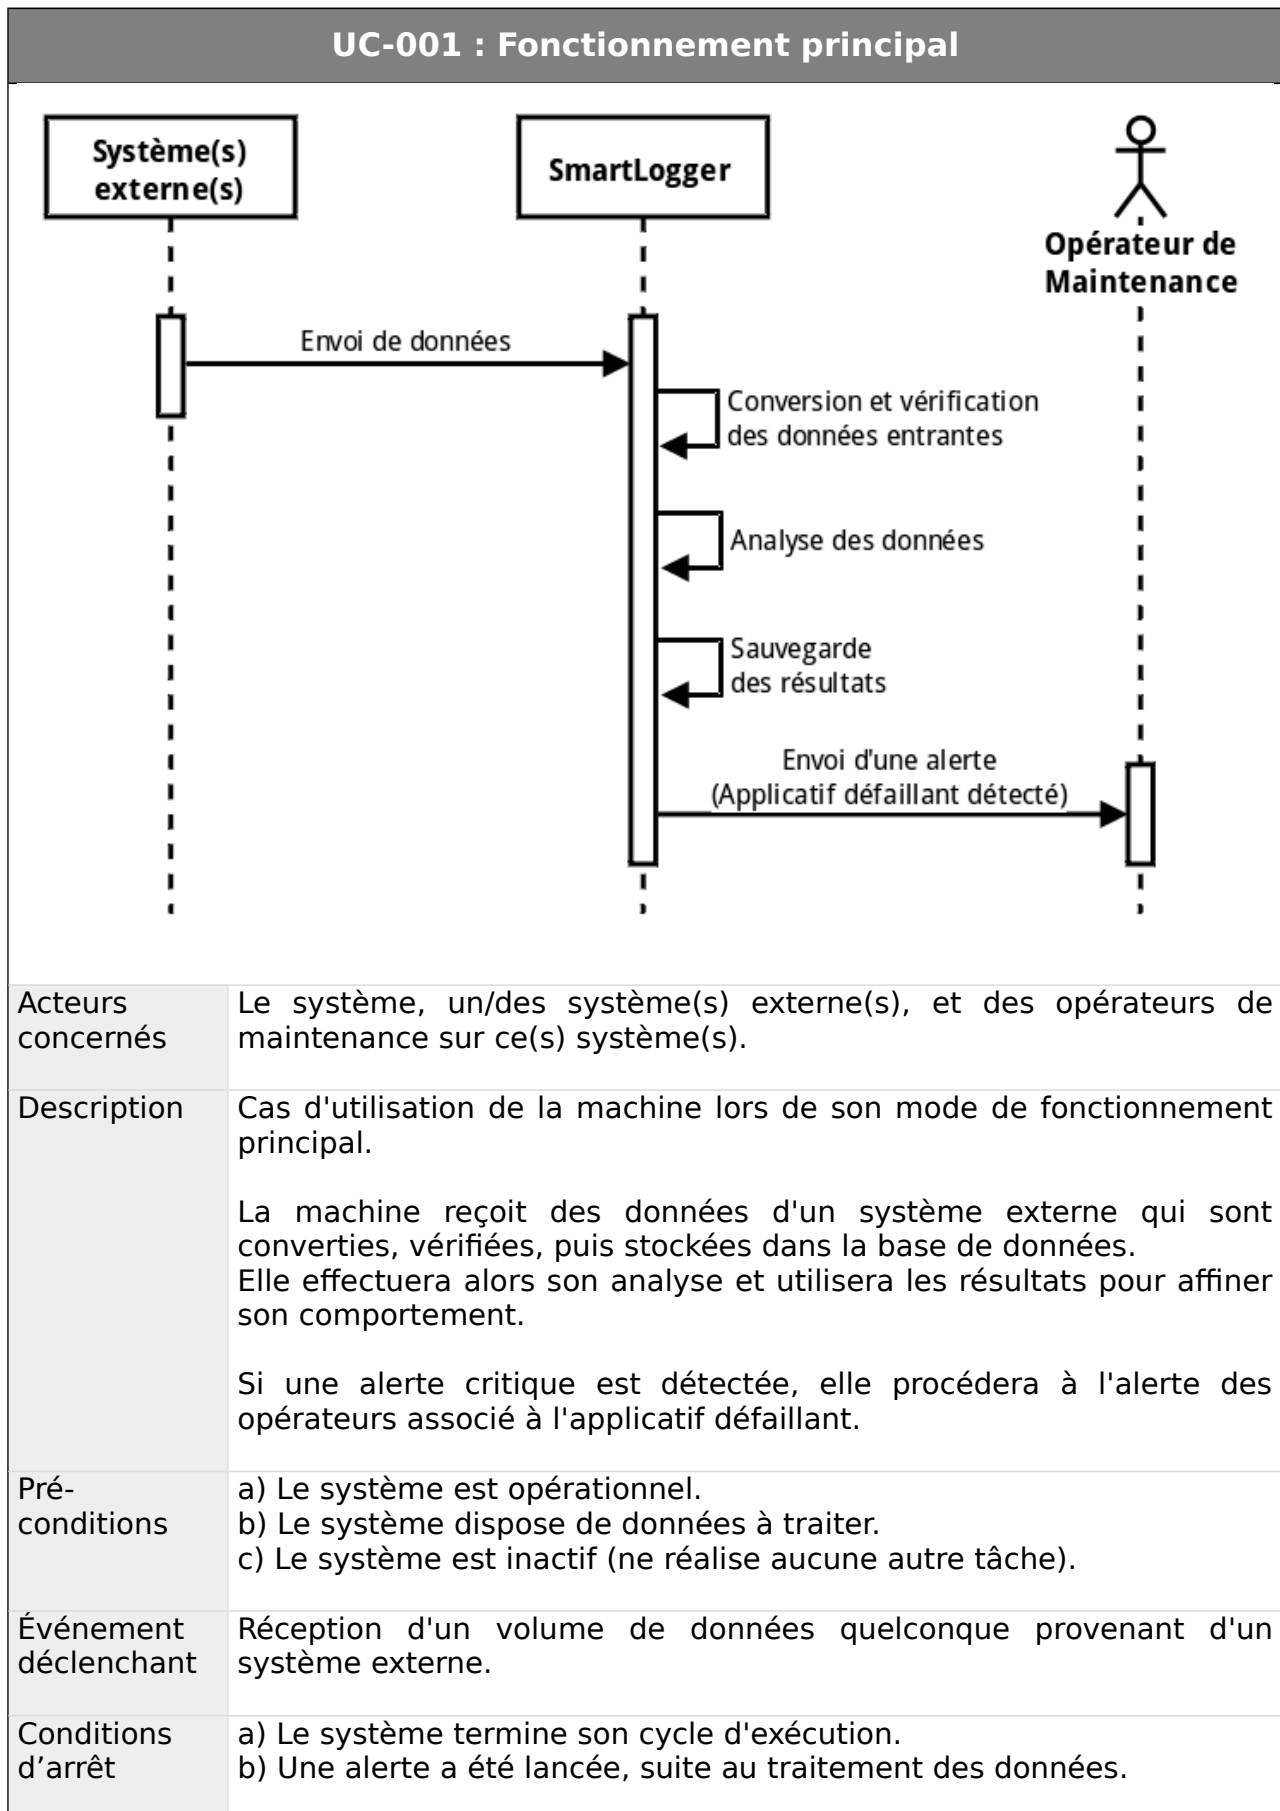 UC-001 : Fonctionnement principal
Système(s)
externe(s)
SmartLogger
Opérateur de
Maintenance
Envoi de données
Conversion et vérification
des données entrantes
Analyse des données
Sauvegarde
des résultats
Envoi d'une alerte
(Applicatif défaillant détecté)
Acteurs
concernés
Le système, un/des système(s) externe(s), et des opérateurs de
maintenance sur ce(s) système(s).
Description
Cas d'utilisation de la machine lors de son mode de fonctionnement
principal.
La machine reçoit des données d'un système externe qui sont
converties, vérifiées, puis stockées dans la base de données.
Elle effectuera alors son analyse et utilisera les résultats pour affiner
son comportement.
Si une alerte critique est détectée, elle procédera à l'alerte des
opérateurs associé à l'applicatif défaillant.
Pré-
conditions
a) Le système est opérationnel.
b) Le système dispose de données à traiter.
c) Le système est inactif (ne réalise aucune autre tâche).
Événement
déclenchant
Réception d'un volume de données quelconque provenant d'un
système externe.
Conditions
d’arrêt
a) Le système termine son cycle d'exécution.
b) Une alerte a été lancée, suite au traitement des données.